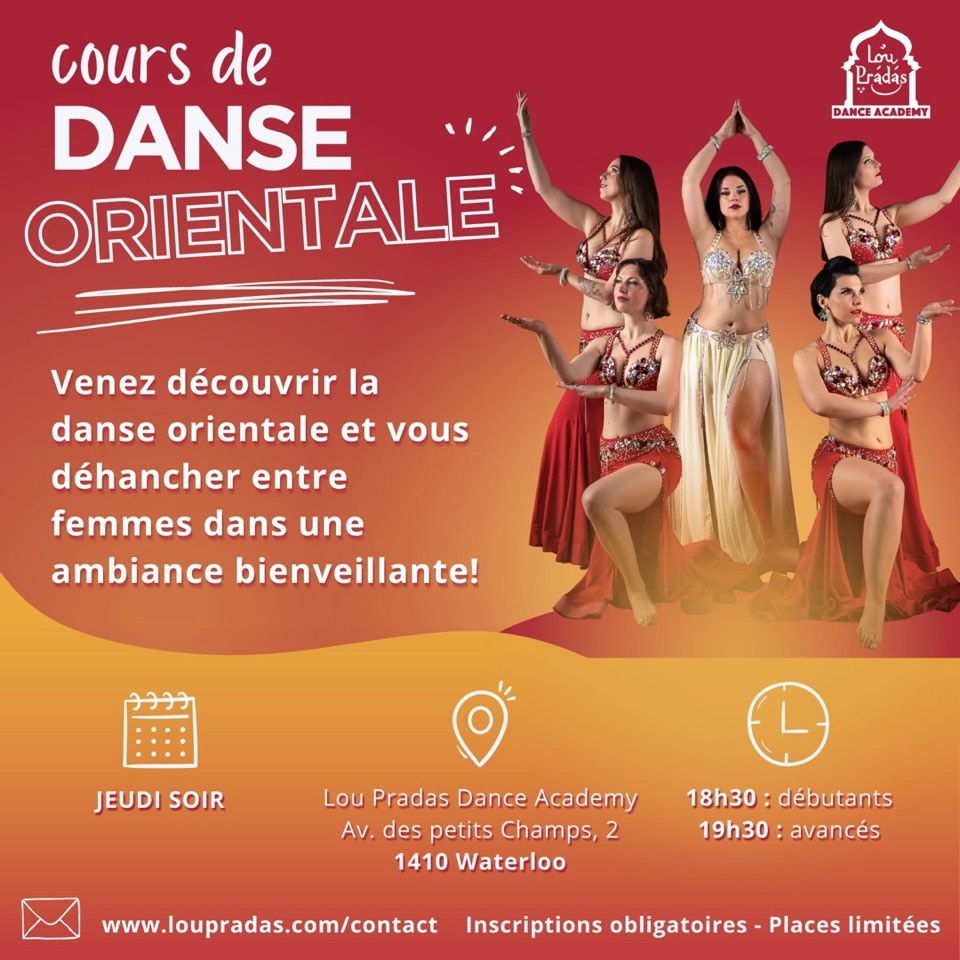 cours de
DANSE
ORIENTALE
Lou
Pradas
DANCE ACADEMY
Venez découvrir la
danse orientale et vous
déhancher entre
femmes dans une
ambiance bienveillante!
JEUDI SOIR
Lou Pradas Dance Academy
Av. des petits Champs, 2
1410 Waterloo
18h30 : débutants
19h30 : avancés
www.loupradas.com/contact
Inscriptions obligatoires - Places limitées